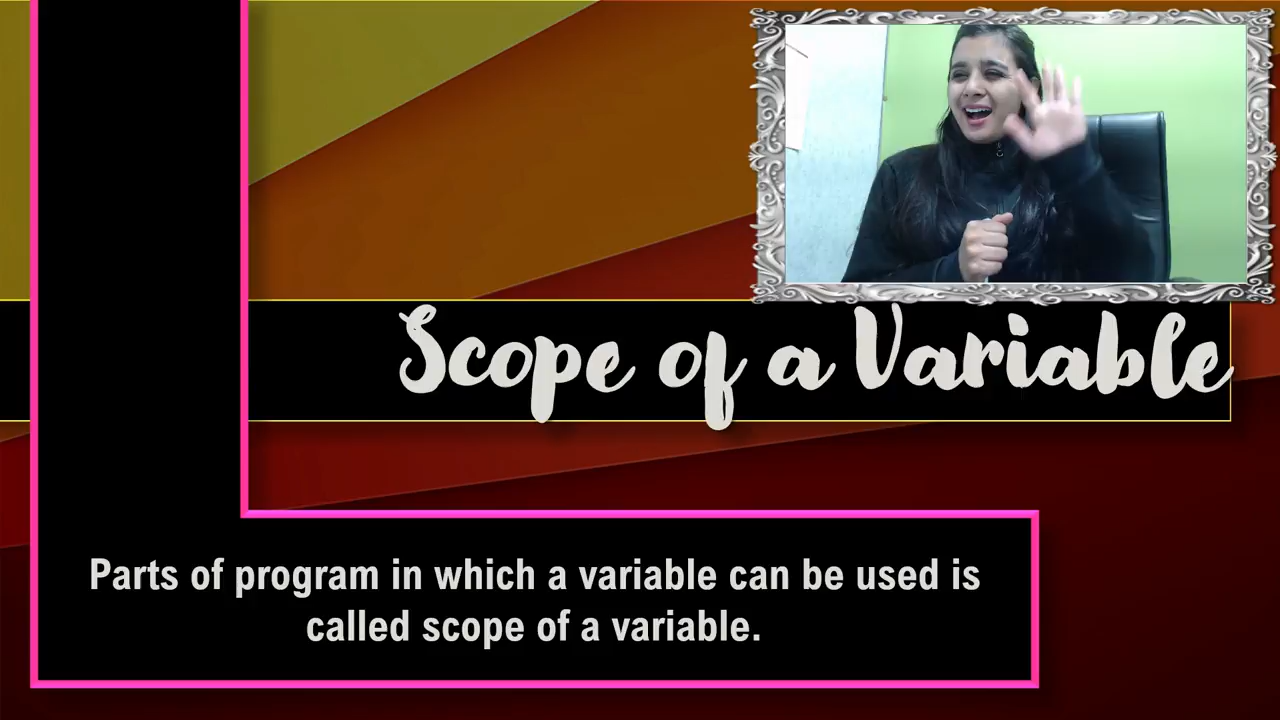 Scope of a Variable
Parts of program in which a variable can be used is
called scope of a variable.